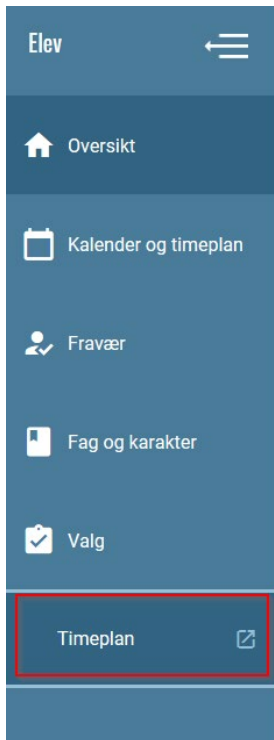 Elev
Oversikt
Kalender og timeplan
Fravær
Fag og karakter
Valg
Timeplan